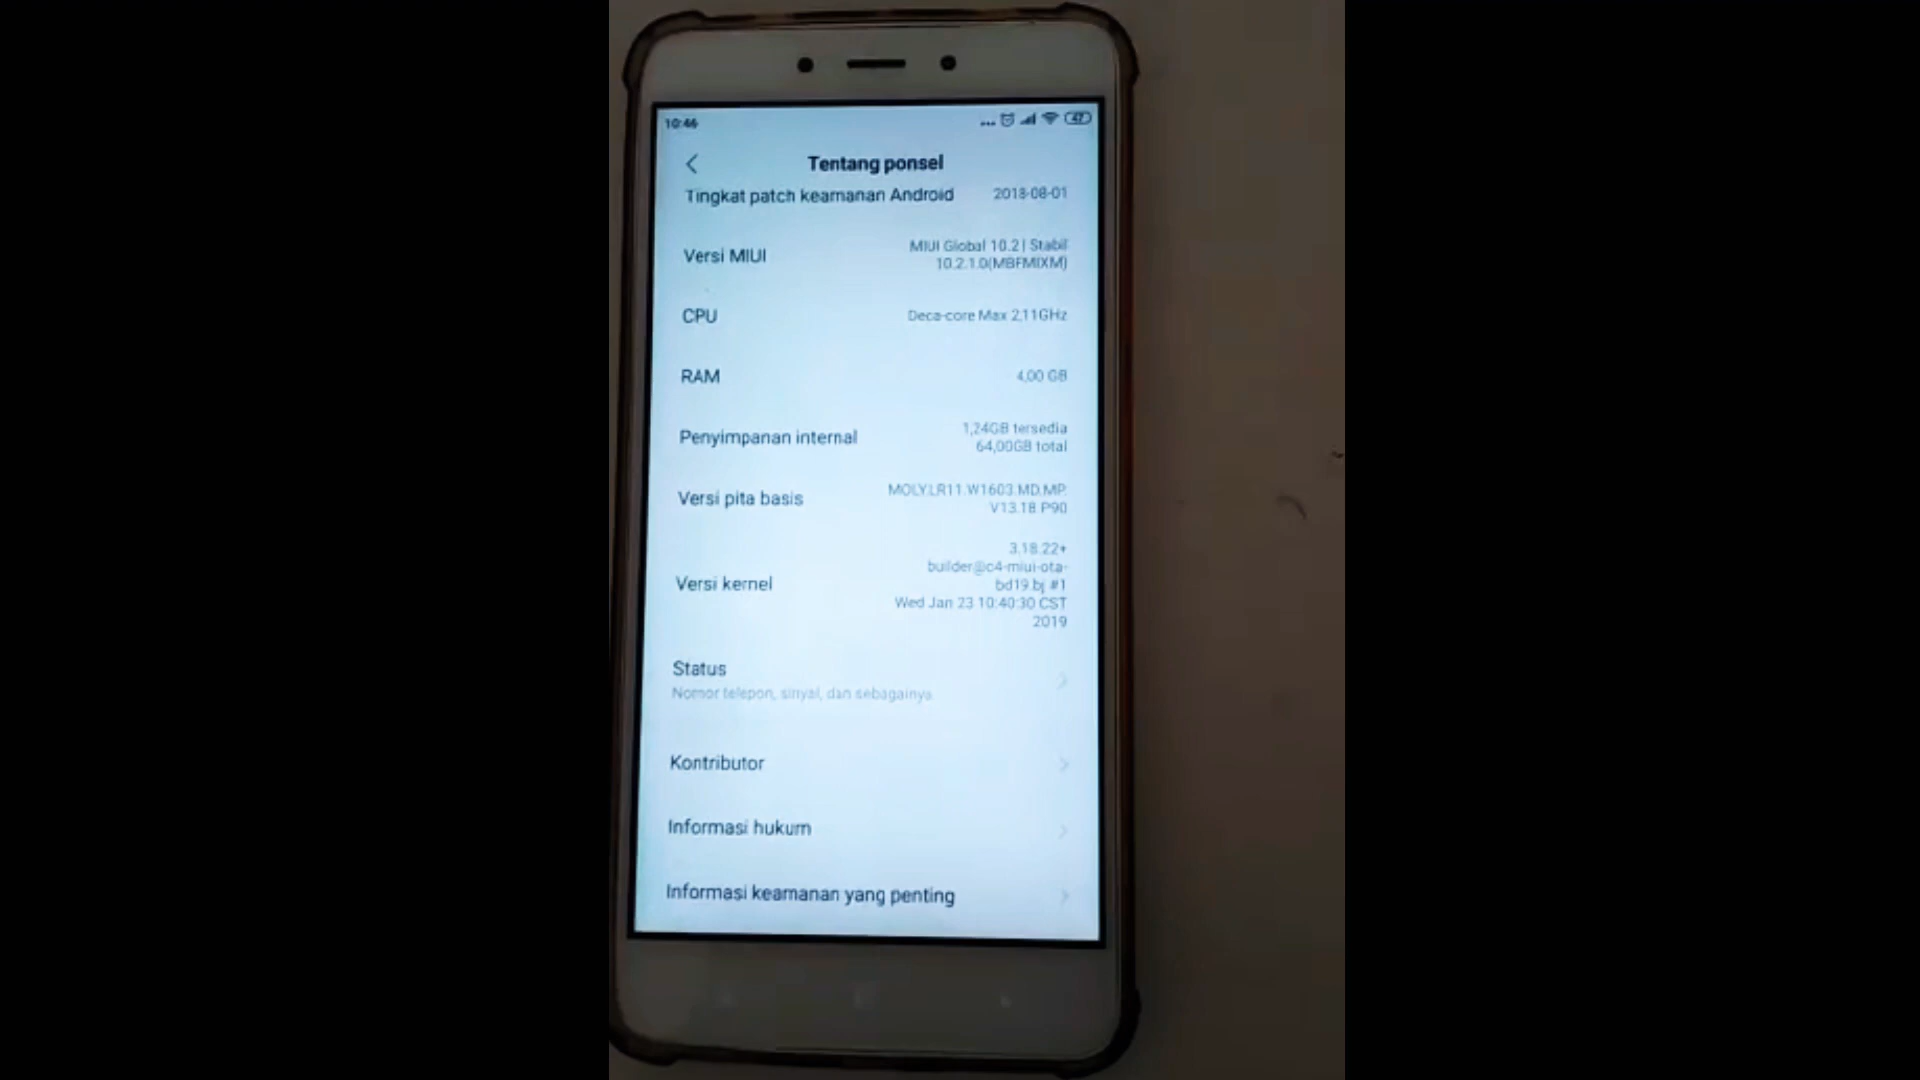 10:46
... 47
Tentang ponsel
Tingkat patch keamanan Android 2018-08-01
Versi MIUI
MIUI Global 10.2 | Stabil
10.2.1.0(MBFMIXM)
CPU Deca-core Max 2,11GHz
RAM 4,00 GB
Penyimpanan internal
1,24GB tersedia
64,00GB total
Versi pita basis
MOLY.LR11.W1603.MD.MP.
V13.18 P90
Versi kernel
3.18.22+
builder@c4-miui-ota-
bd19.bj #1
Wed Jan 23 10:40:30 CST
2019
Status
Nomor telepon, sinyal, dan sebagainya
Kontributor
Informasi hukum
Informasi keamanan yang penting